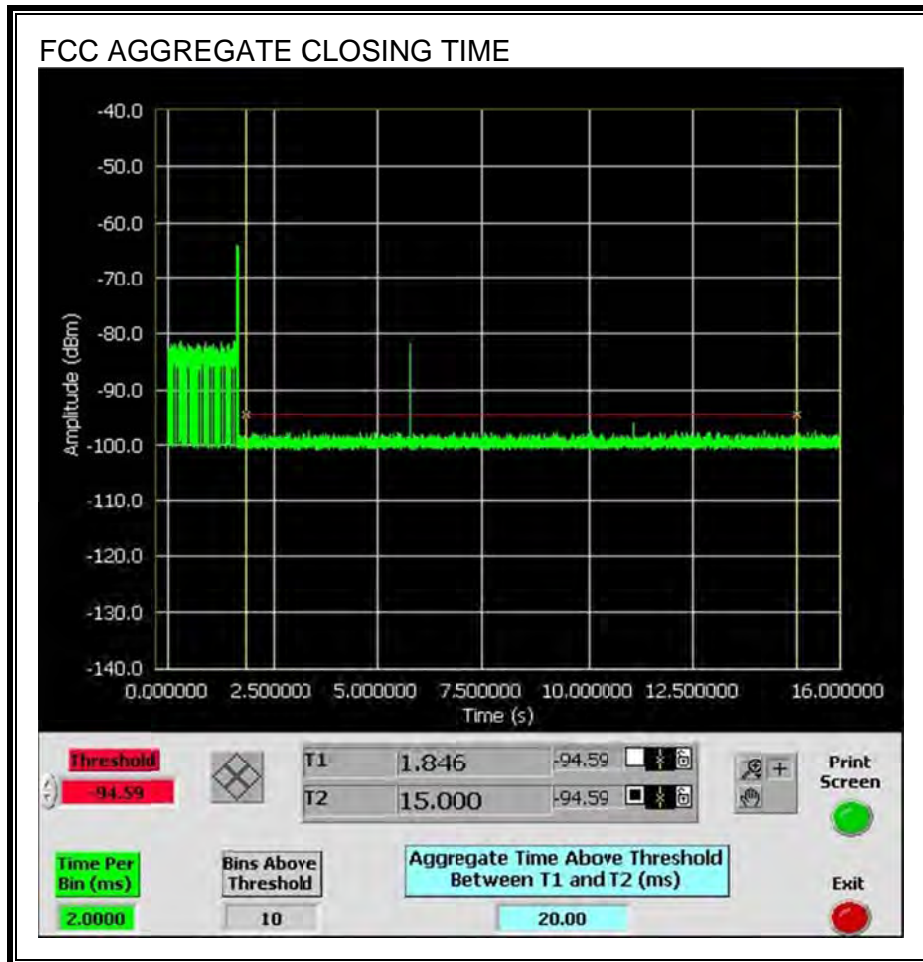 FCC AGGREGATE CLOSING TIME
-40.0
-50.0
-60.0
-70.0
-80.0
-90.0
-100.0
-110.0
-120.0
-130.0
-140.0
Amplitude (dBm)
0.000000 2.500000 5.000000 7.500000 10.000000 12.500000 16.000000
Time (s)
Threshold
-94.59
T1 1.846 -94.59
T2 15.000 -94.59
Print
Screen
Time Per
Bin (ms)
2.0000
Bins Above
Threshold
10
Aggregate Time Above Threshold
Between T1 and T2 (ms)
20.00
Exit